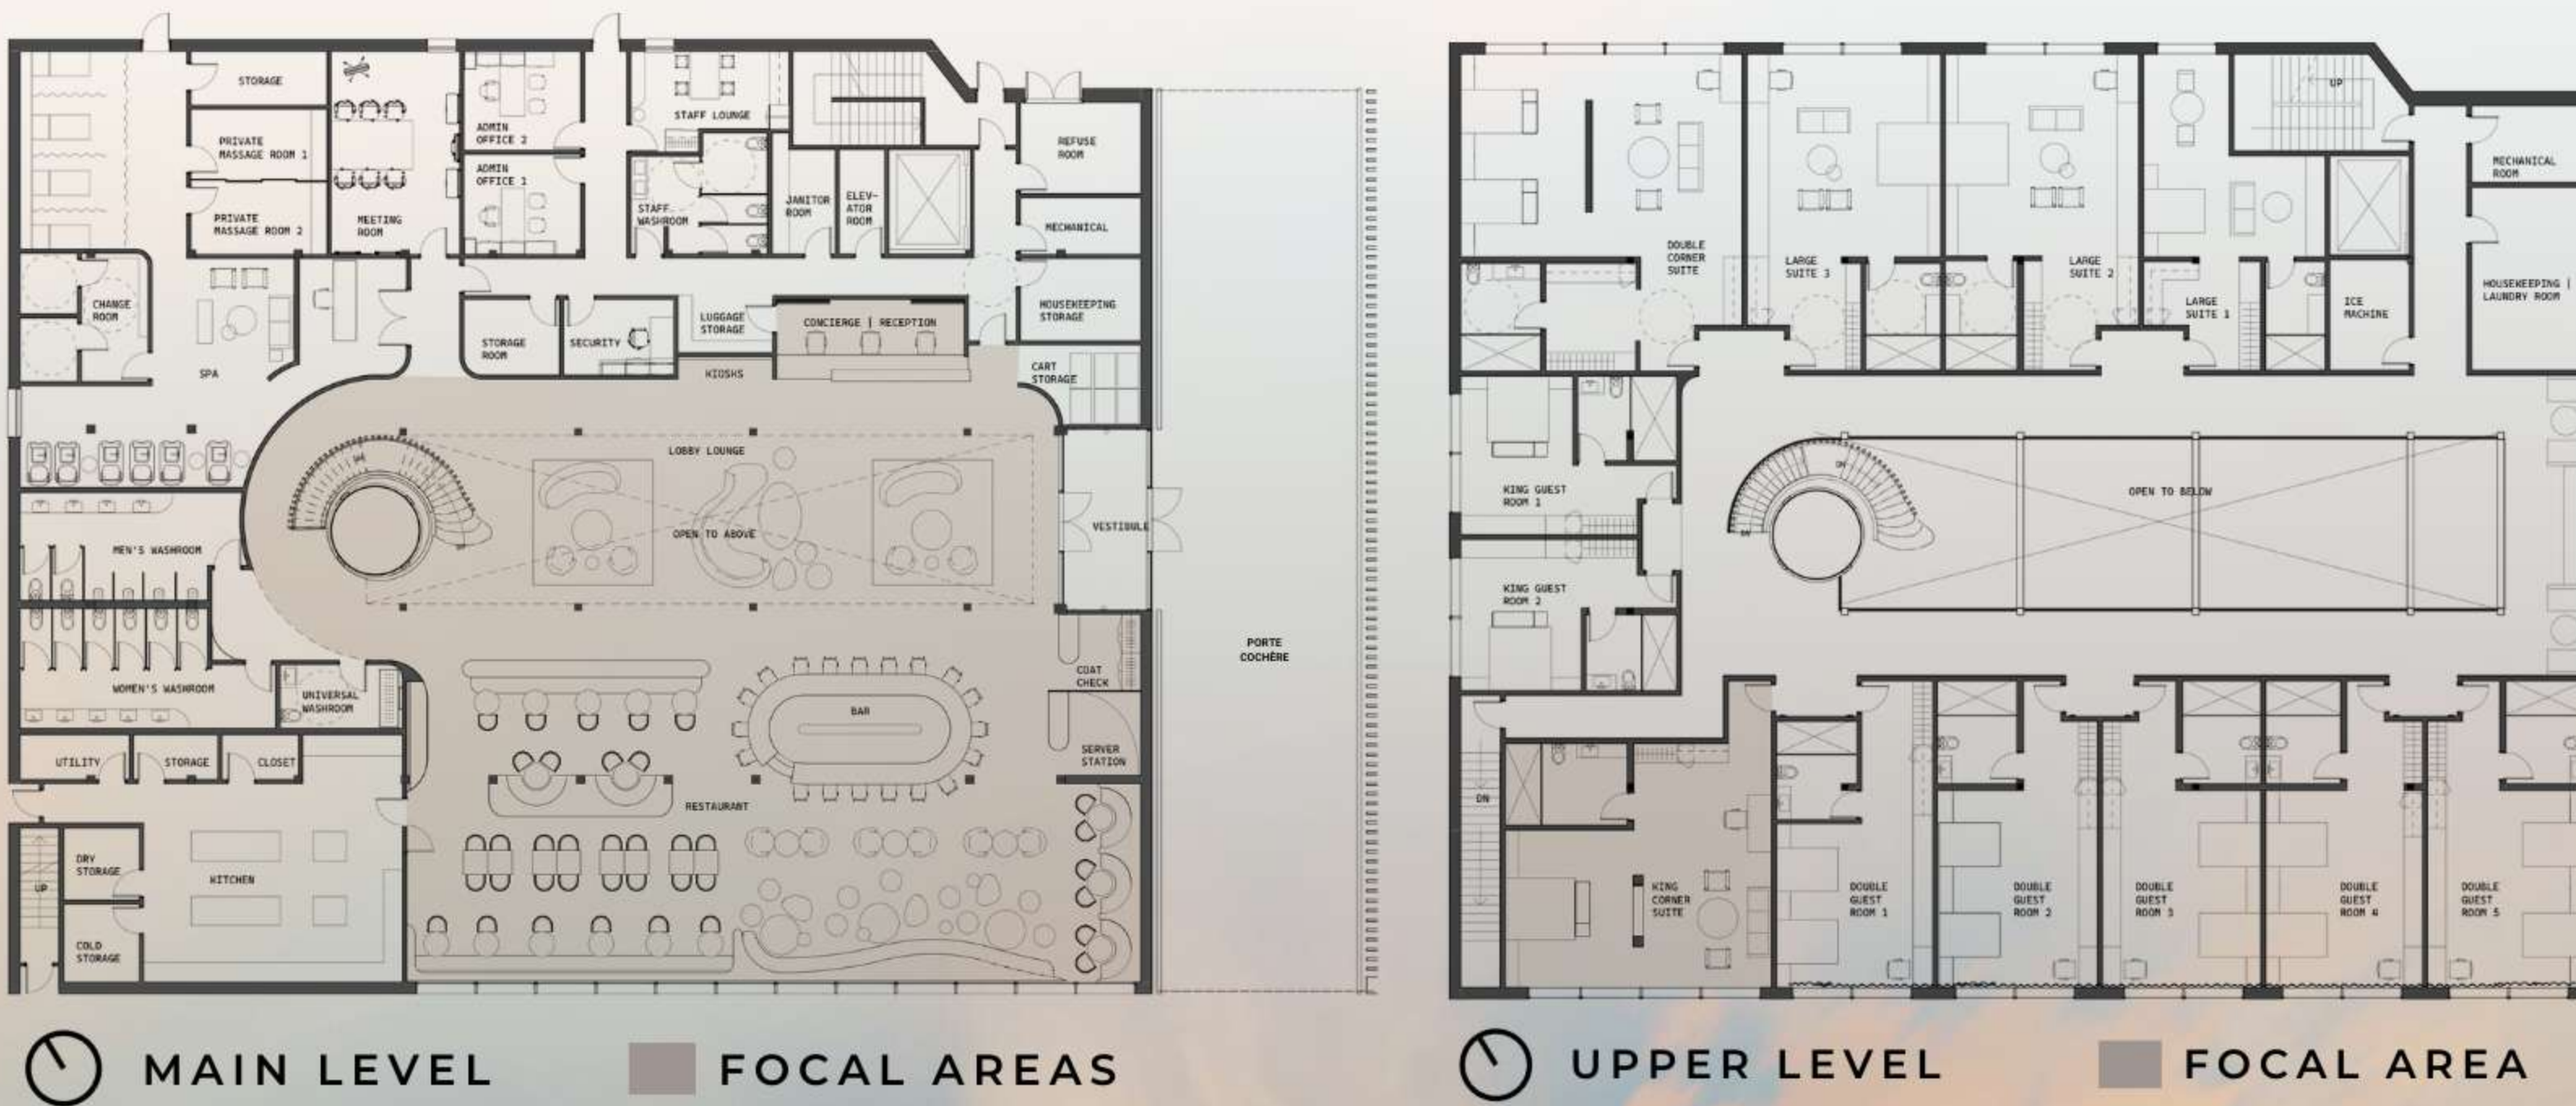 STORAGE
PRIVATE
MASSAGE ROOM 1
PRIVATE
MASSAGE ROOM 2
MEETING
ROOM
ADMIN
OFFICE 2
ADMIN
OFFICE 1
STAFF LOUNGE
STAFF
WASHROOM
JANITOR
ROOM
ELEV-
ATOR
ROOM
REFUSE
ROOM
MECHANICAL
HOUSEKEEPING
STORAGE
CHANGE
ROOM
SPA
STORAGE
ROOM
SECURITY
LUGGAGE
STORAGE
CONCIERGE | RECEPTION
KIOSKS
CART
STORAGE
LOBBY LOUNGE
OPEN TO ABOVE
DN
UP
VESTIBULE
MEN'S WASHROOM
WOMEN'S WASHROOM
UNIVERSAL
WASHROOM
COAT
CHECK
SERVER
STATION
BAR
RESTAURANT
UTILITY
STORAGE
CLOSET
DRY
STORAGE
UP
KITCHEN
COLD
STORAGE
PORTE
COCHÈRE
MAIN LEVEL
FOCAL AREAS
UP
MECHANICAL
ROOM
DOUBLE
CORNER
SUITE
LARGE
SUITE 3
LARGE
SUITE 2
LARGE
SUITE 1
ICE
MACHINE
HOUSEKEEPING |
LAUNDRY ROOM
KING GUEST
ROOM 1
KING GUEST
ROOM 2
DN
OPEN TO BELOW
DN
KING
CORNER
SUITE
DOUBLE
GUEST
ROOM 1
DOUBLE
GUEST
ROOM 2
DOUBLE
GUEST
ROOM 3
DOUBLE
GUEST
ROOM 4
DOUBLE
GUEST
ROOM 5
UPPER LEVEL
FOCAL AREA